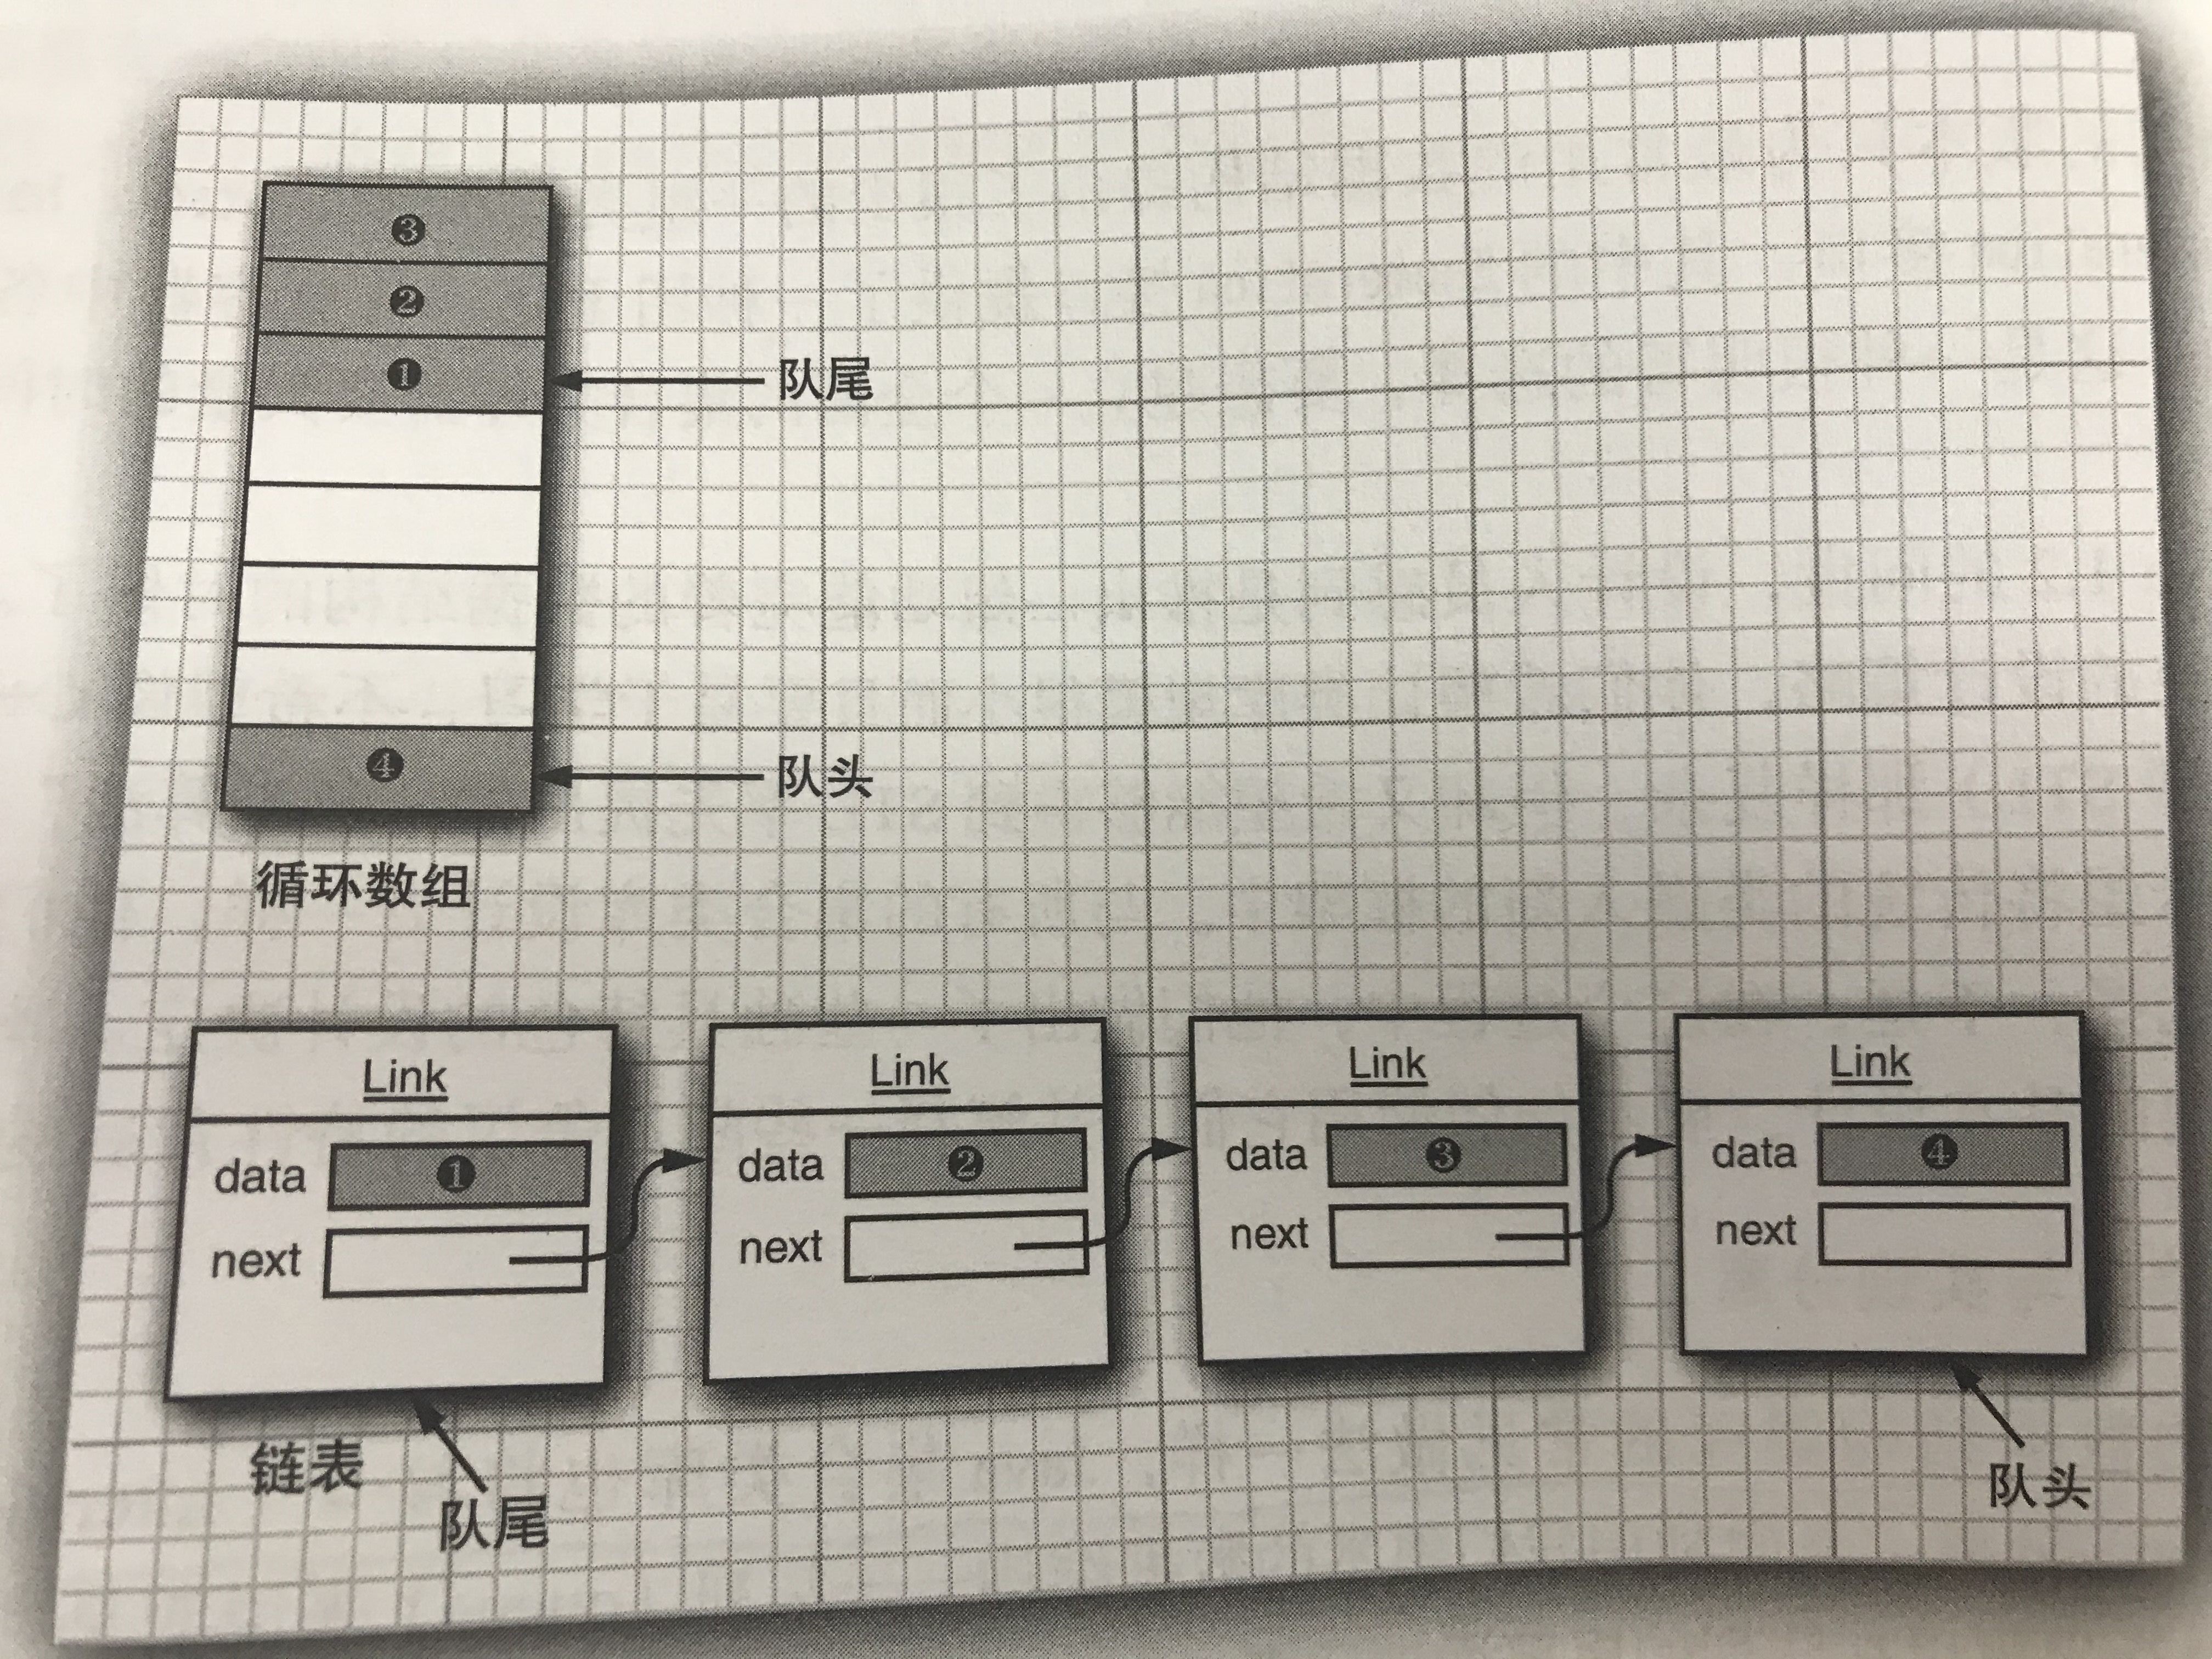 ❸
❷
❶
队尾
❹
队头
循环数组
Link
Link
Link
Link
data ❶
data ❷
data ❸
data ❹
next
next
next
next
链表
队尾
队头